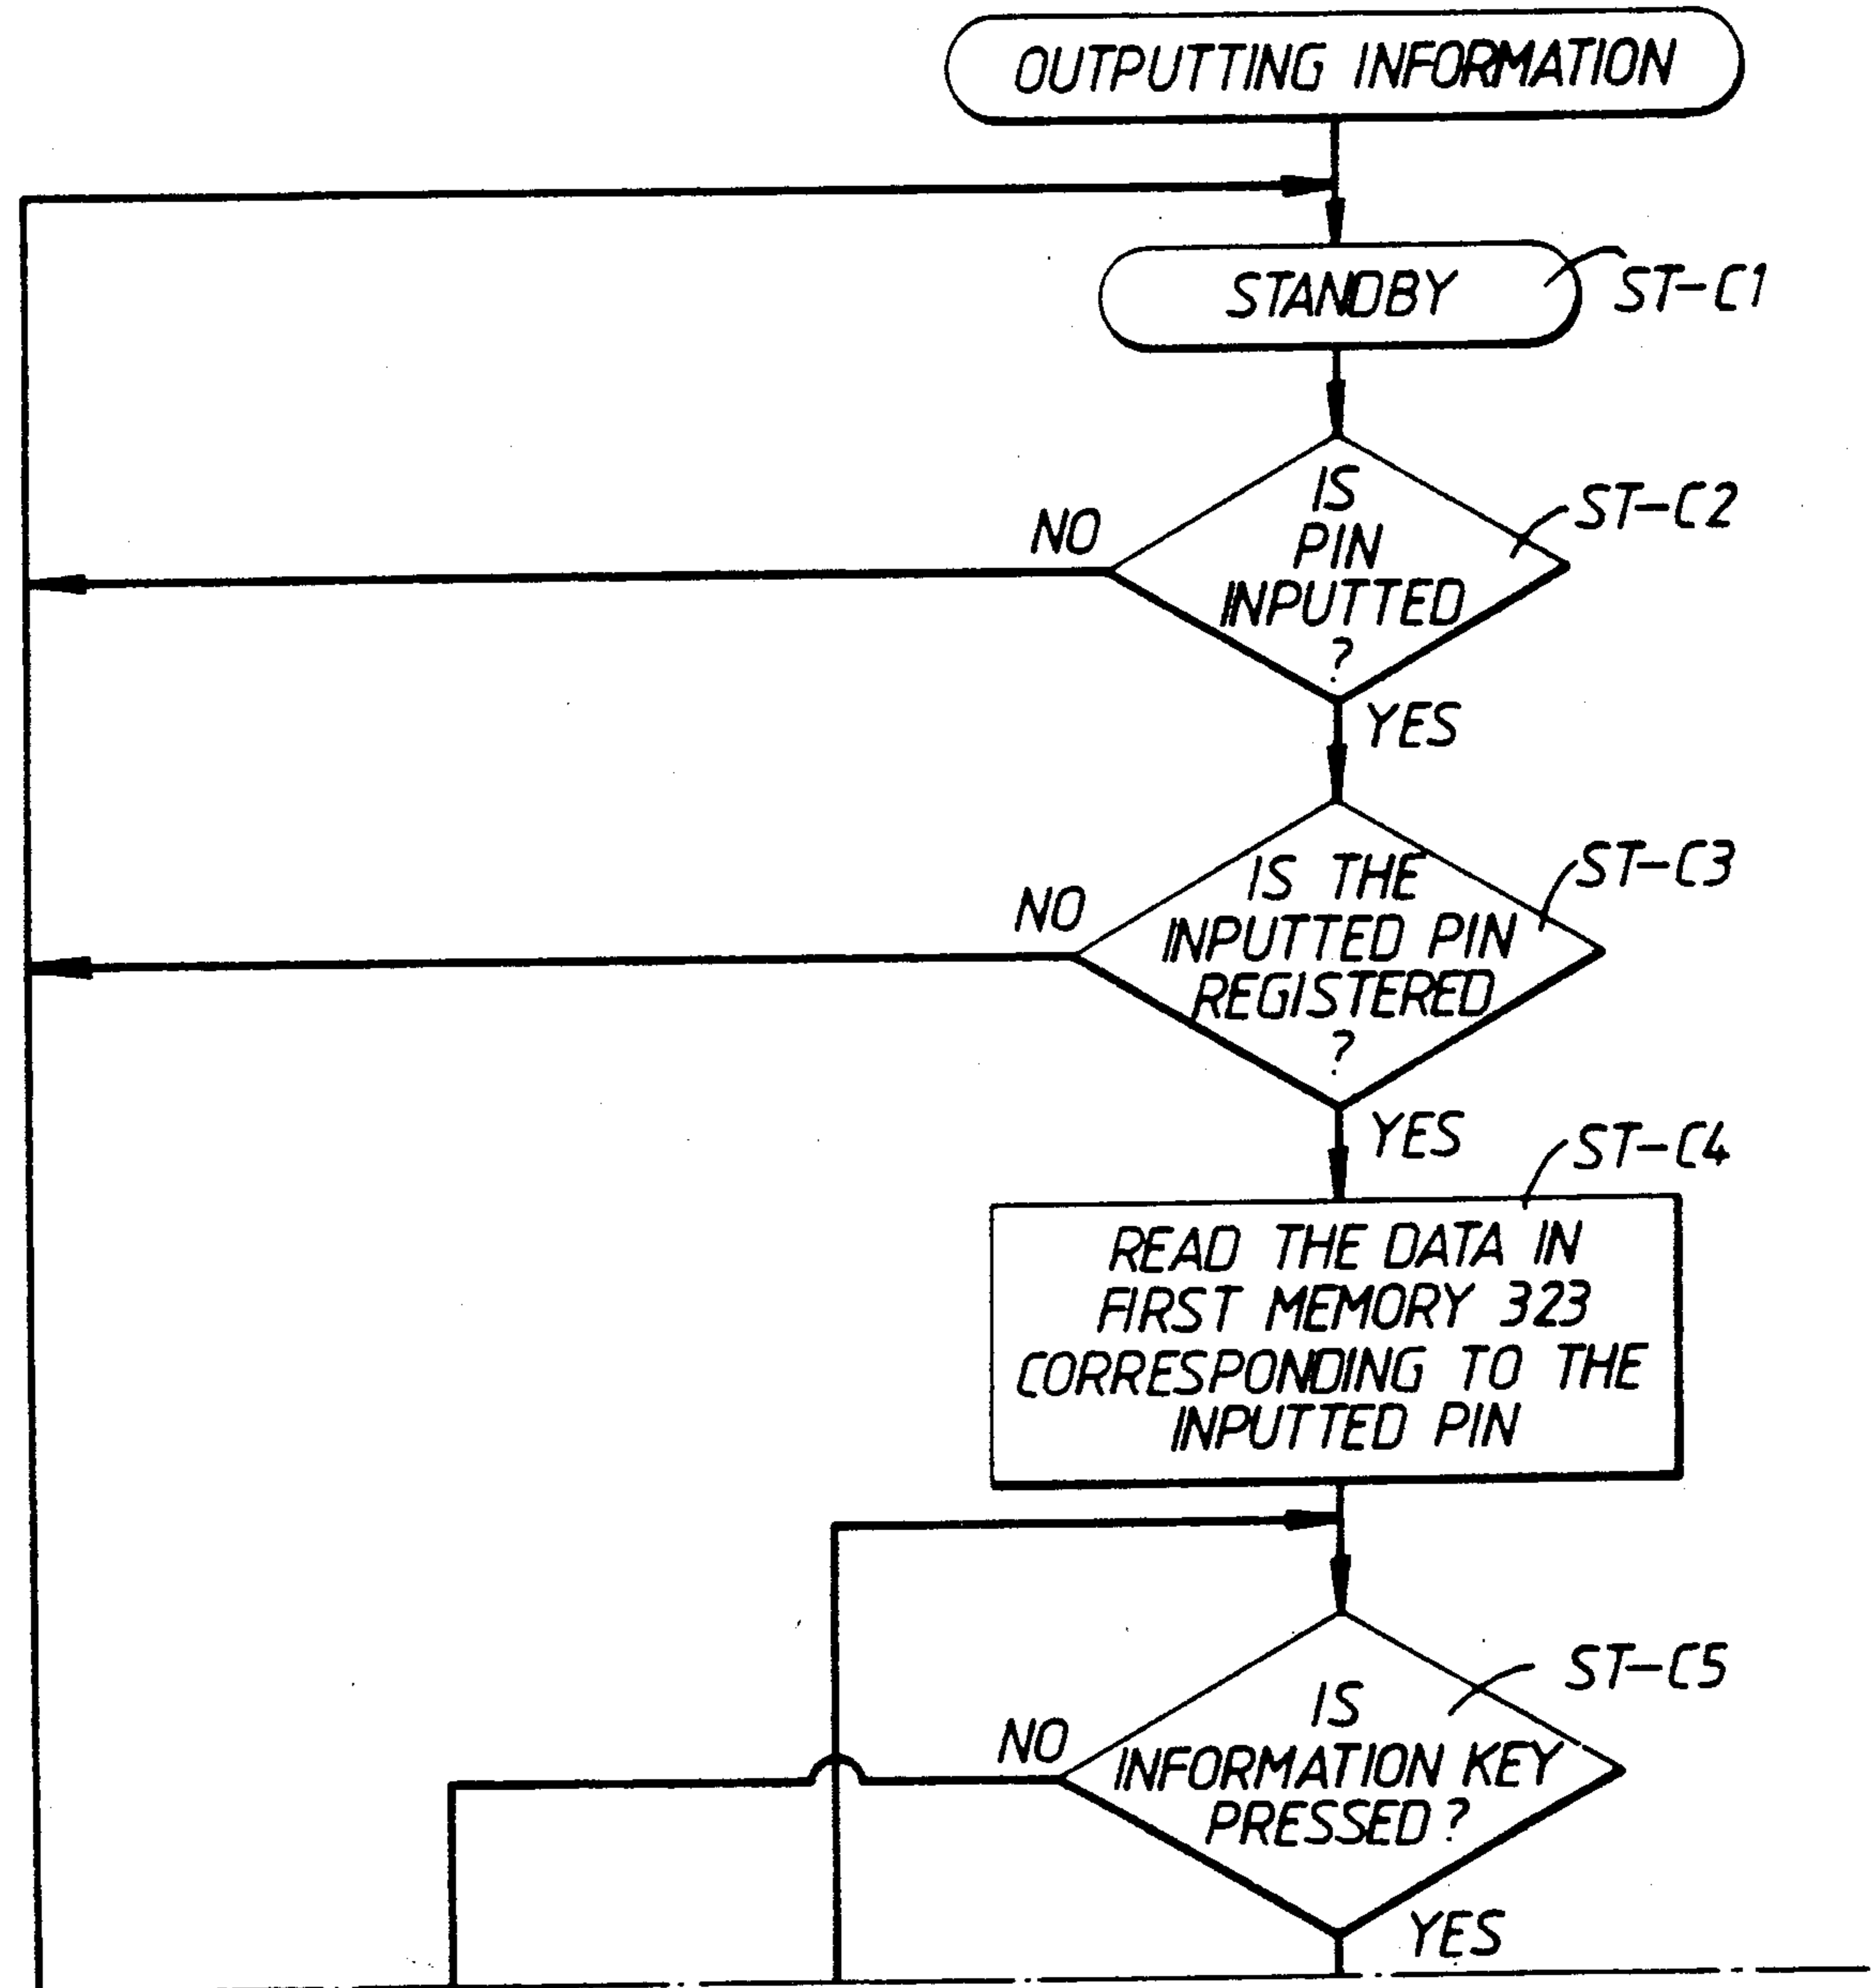 OUTPUTTING INFORMATION
STANDBY
ST-C1
IS
PIN
INPUTTED
?
ST-C2
NO
YES
IS THE
INPUTTED PIN
REGISTERED
?
ST-C3
NO
YES
ST-C4
READ THE DATA IN
FIRST MEMORY 323
CORRESPONDING TO THE
INPUTTED PIN
ST-C5
IS
INFORMATION KEY
PRESSED?
NO
YES